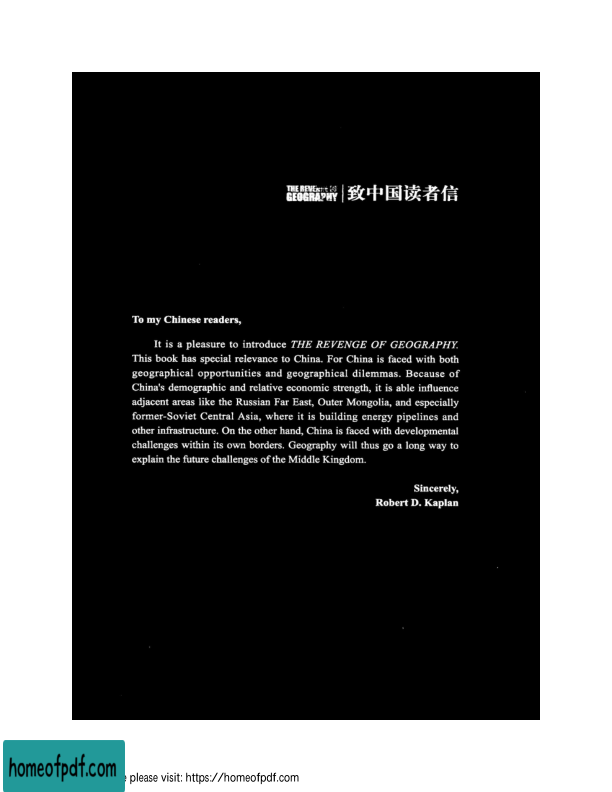 THE REVENGE OF
GEOGRAPHY
致中国读者信
To my Chinese readers,
It is a pleasure to introduce THE REVENGE OF GEOGRAPHY.
This book has special relevance to China. For China is faced with both
geographical opportunities and geographical dilemmas. Because of
China's demographic and relative economic strength, it is able influence
adjacent areas like the Russian Far East, Outer Mongolia, and especially
former-Soviet Central Asia, where it is building energy pipelines and
other infrastructure. On the other hand, China is faced with developmental
challenges within its own borders. Geography will thus go a long way to
explain the future challenges of the Middle Kingdom.
Sincerely,
Robert D. Kaplan
homeofpdf.com
please visit: https://homeofpdf.com